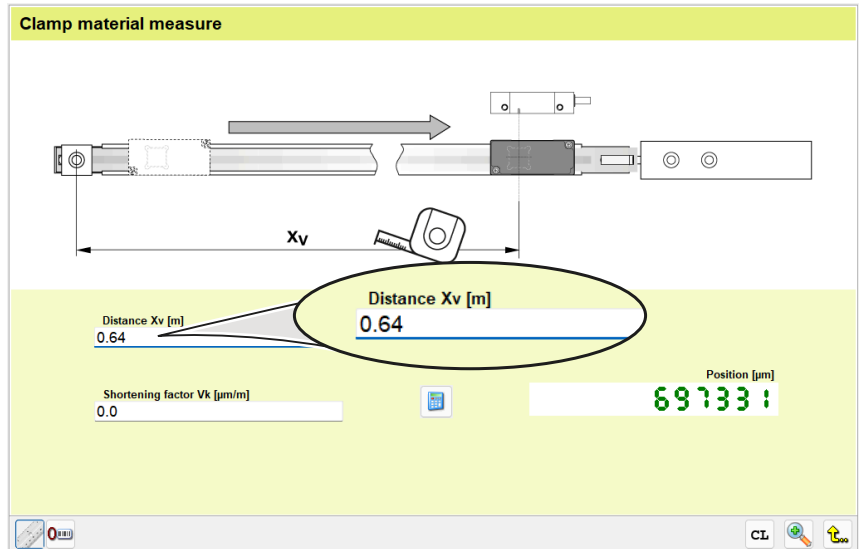 Clamp material measure
XV
Distance Xv [m]
0.64
Distance Xv [m]
0.64
Position [µm]
697331
Shortening factor Vk [µm/m]
0.0
0
CL